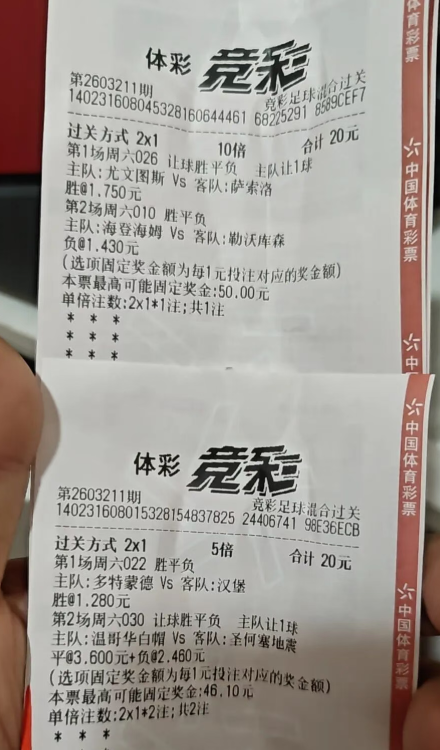 体彩 竞彩
第2603211期 竞彩足球混合过关
140231608045328160644461 68225291 8589CEF7
过关方式 2x1 10倍 合计 20元
第1场周六026 让球胜平负 主队让1球
主队:尤文图斯 Vs 客队:萨索洛
胜@1.750元
第2场周六010 胜平负
主队:海登海姆 Vs 客队:勒沃库森
负@1.430元
(选项固定奖金额为每1元投注对应的奖金额)
本票最高可能固定奖金:50.00元
单倍注数:2x1*1注;共1注
* * *
* * *
* * *
体育彩票
中国体育彩票
中
体彩 竞彩
第2603211期 竞彩足球混合过关
140231608015328154837825 24406741 98E36ECB
过关方式 2x1 5倍 合计 20元
第1场周六022 胜平负
主队:多特蒙德 Vs 客队:汉堡
胜@1.280元
第2场周六030 让球胜平负 主队让1球
主队:温哥华白帽 Vs 客队:圣何塞地震
平@3.600元+负@2.460元
(选项固定奖金额为每1元投注对应的奖金额)
本票最高可能固定奖金:46.10元
单倍注数:2x1*2注;共2注
* * *
中国体育彩票
中国体育彩票